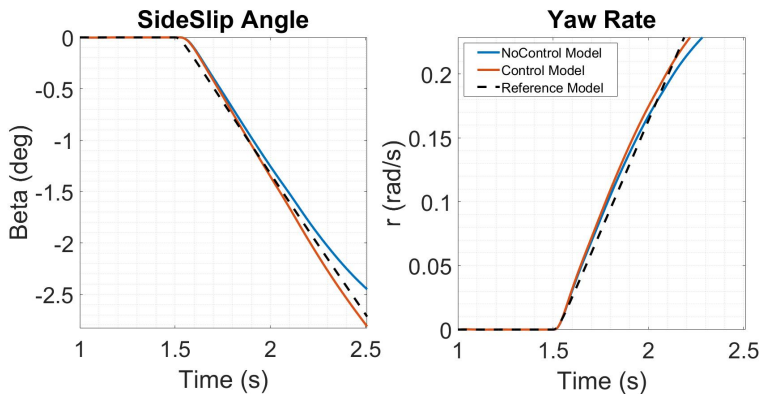 SideSlip Angle
0
-0.5
-1
-1.5
-2
-2.5
Beta (deg)
1
1.5
2
2.5
Time (s)
Yaw Rate
NoControl Model
Control Model
Reference Model
0.2
0.15
0.1
0.05
0
r (rad/s)
1
1.5
2
2.5
Time (s)